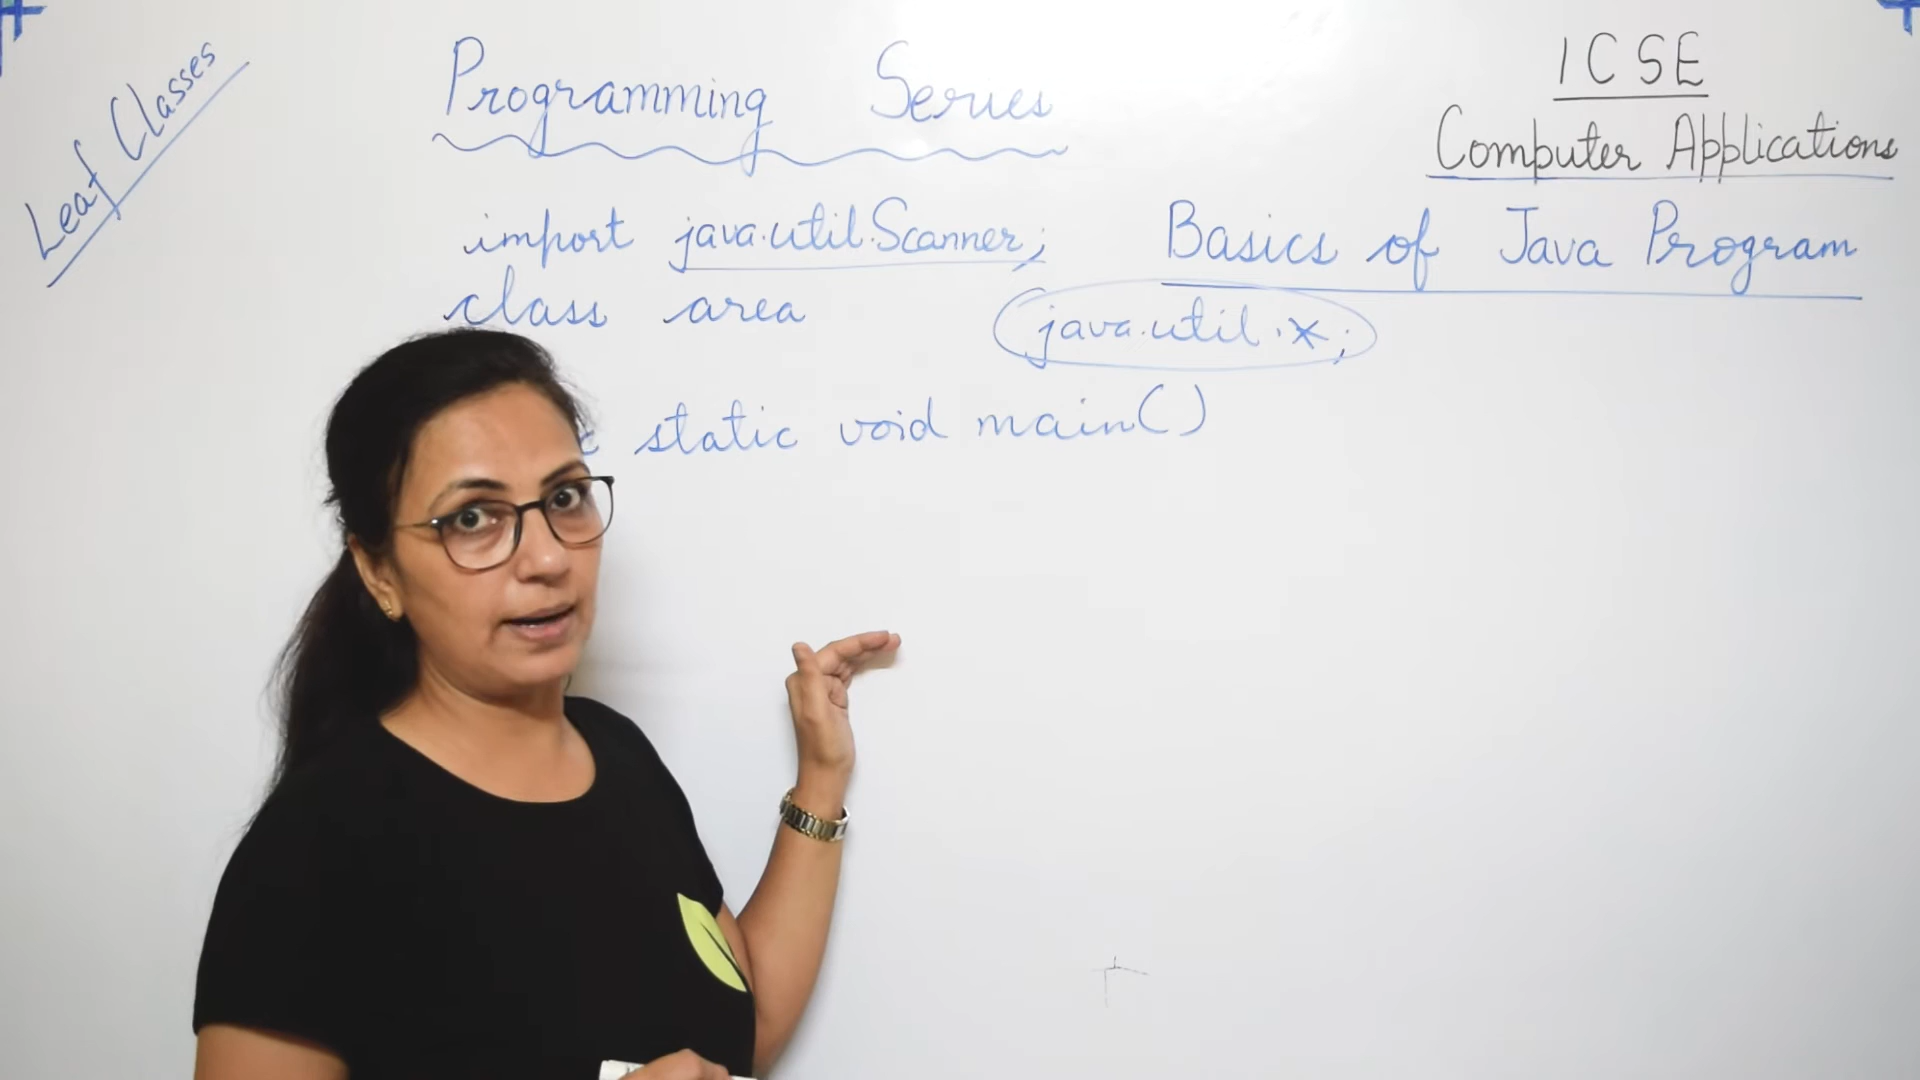 Leaf Classes
Programming Series
ICSE
Computer Applications
import java.util.Scanner;
Basics of Java Program
class area
java.util.*;
static void main()